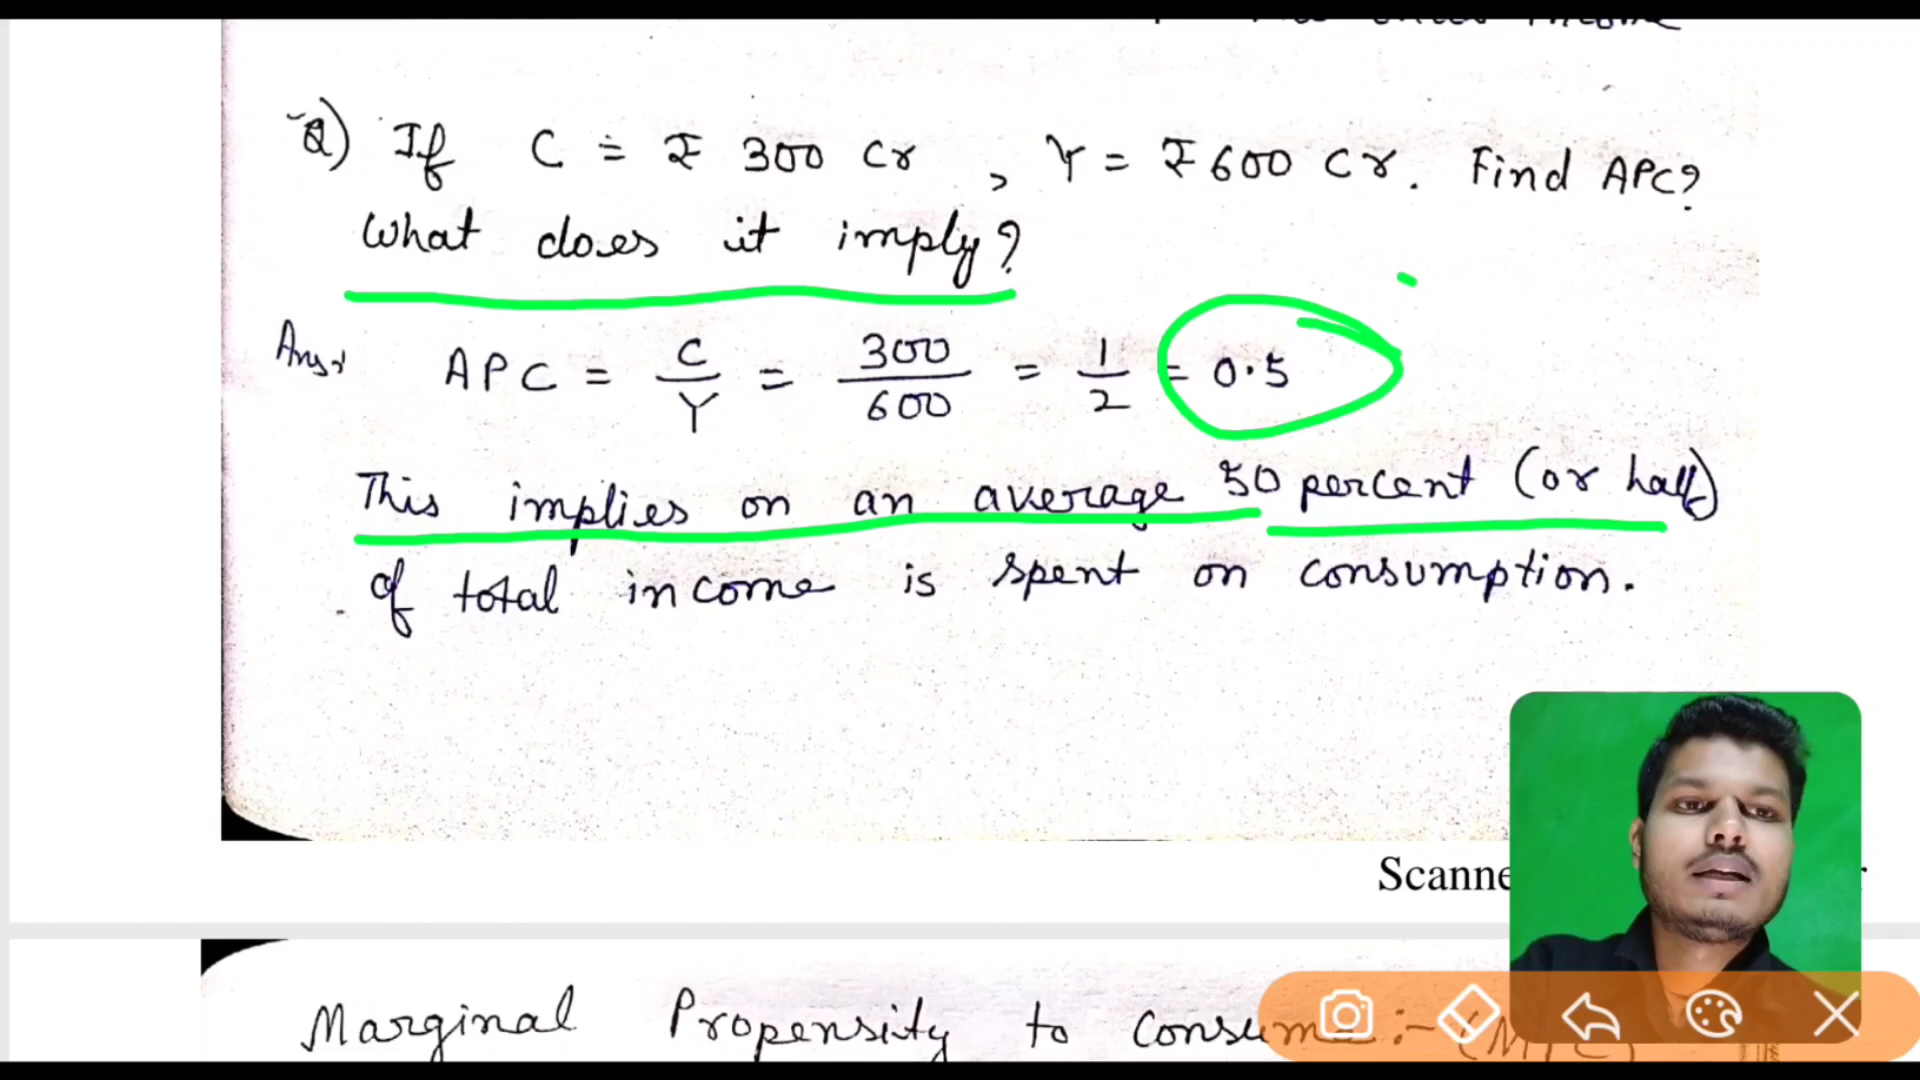 Q) If C = ₹ 300 Cr , Y = ₹ 600 Cr. Find APC?
What does it imply?
Ans:- APC = C/Y = 300/600 = 1/2 = 0.5
This implies on an average 50 percent (or half)
of total income is spent on consumption.
Scanne
Marginal Propensity to Consume :- (MPC)